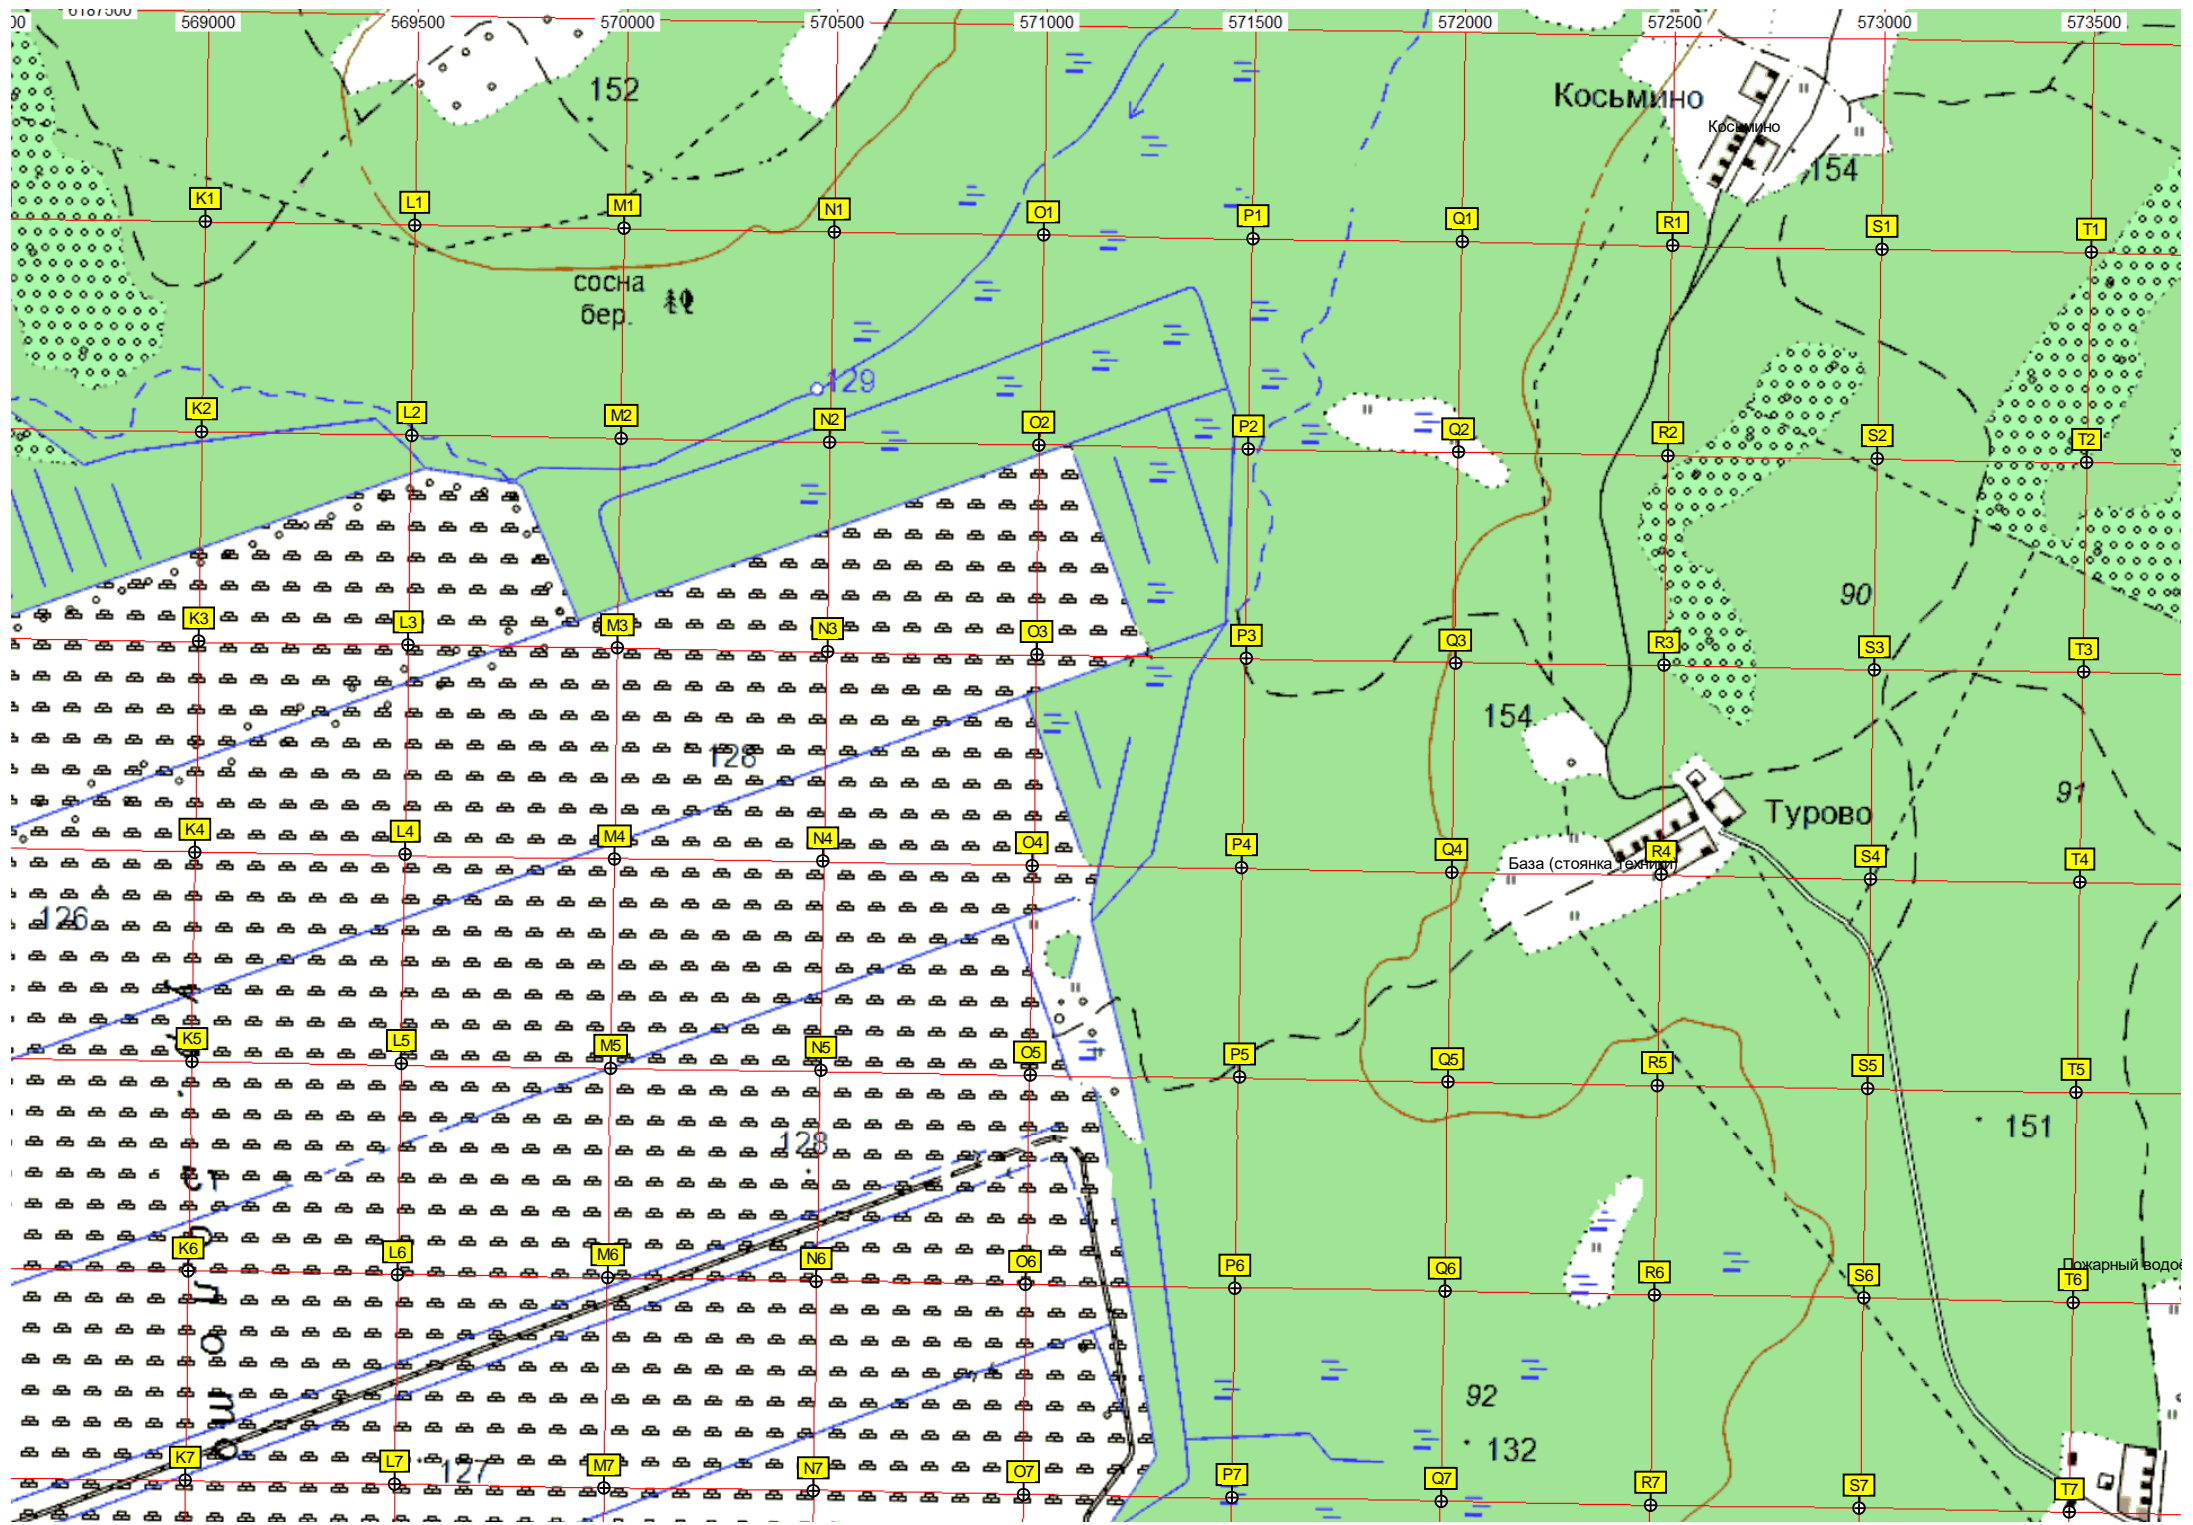 6187500
00 569000 569500 570000 570500 571000 571500 572000 572500 573000 573500
152
Косьмино
Косьмино
154
K1 L1 M1 N1 O1 P1 Q1 R1 S1 T1
сосна
бер.
129
K2 L2 M2 N2 O2 P2 Q2 R2 S2 T2
90
K3 L3 M3 N3 O3 P3 Q3 R3 S3 T3
154
128
91
Турово
K4 L4 M4 N4 O4 P4 Q4 R4 S4 T4
База (стоянка техники)
126
K5 L5 M5 N5 O5 P5 Q5 R5 S5 T5
151
128
K6 L6 M6 N6 O6 P6 Q6 R6 S6 T6
Пожарный водоё
92
132
127
K7 L7 M7 N7 O7 P7 Q7 R7 S7 T7